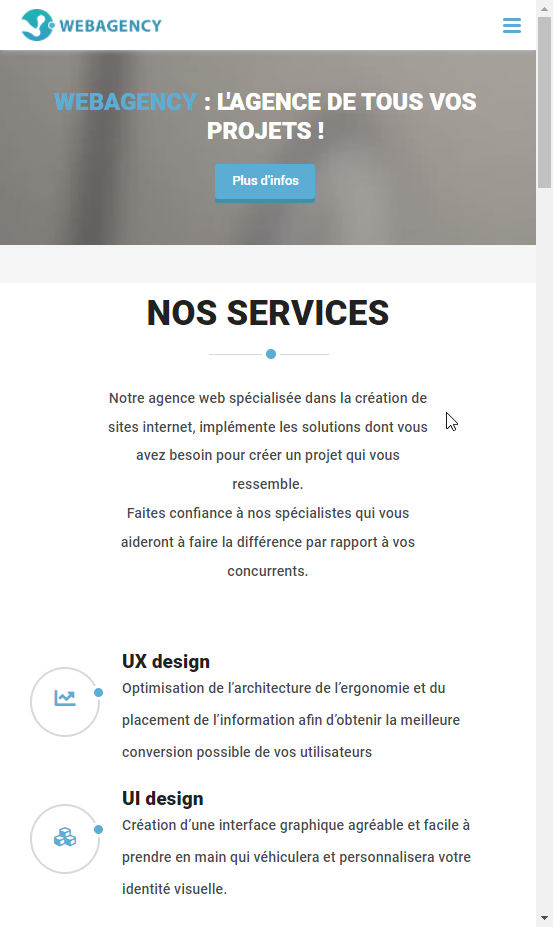 WEBAGENCY
WEBAGENCY : L'AGENCE DE TOUS VOS
PROJETS !
Plus d'infos
NOS SERVICES
Notre agence web spécialisée dans la création de
sites internet, implémente les solutions dont vous
avez besoin pour créer un projet qui vous
ressemble.
Faites confiance à nos spécialistes qui vous
aideront à faire la différence par rapport à vos
concurrents.
UX design
Optimisation de l’architecture de l’ergonomie et du
placement de l’information afin d’obtenir la meilleure
conversion possible de vos utilisateurs
UI design
Création d’une interface graphique agréable et facile à
prendre en main qui véhiculera et personnalisera votre
identité visuelle.